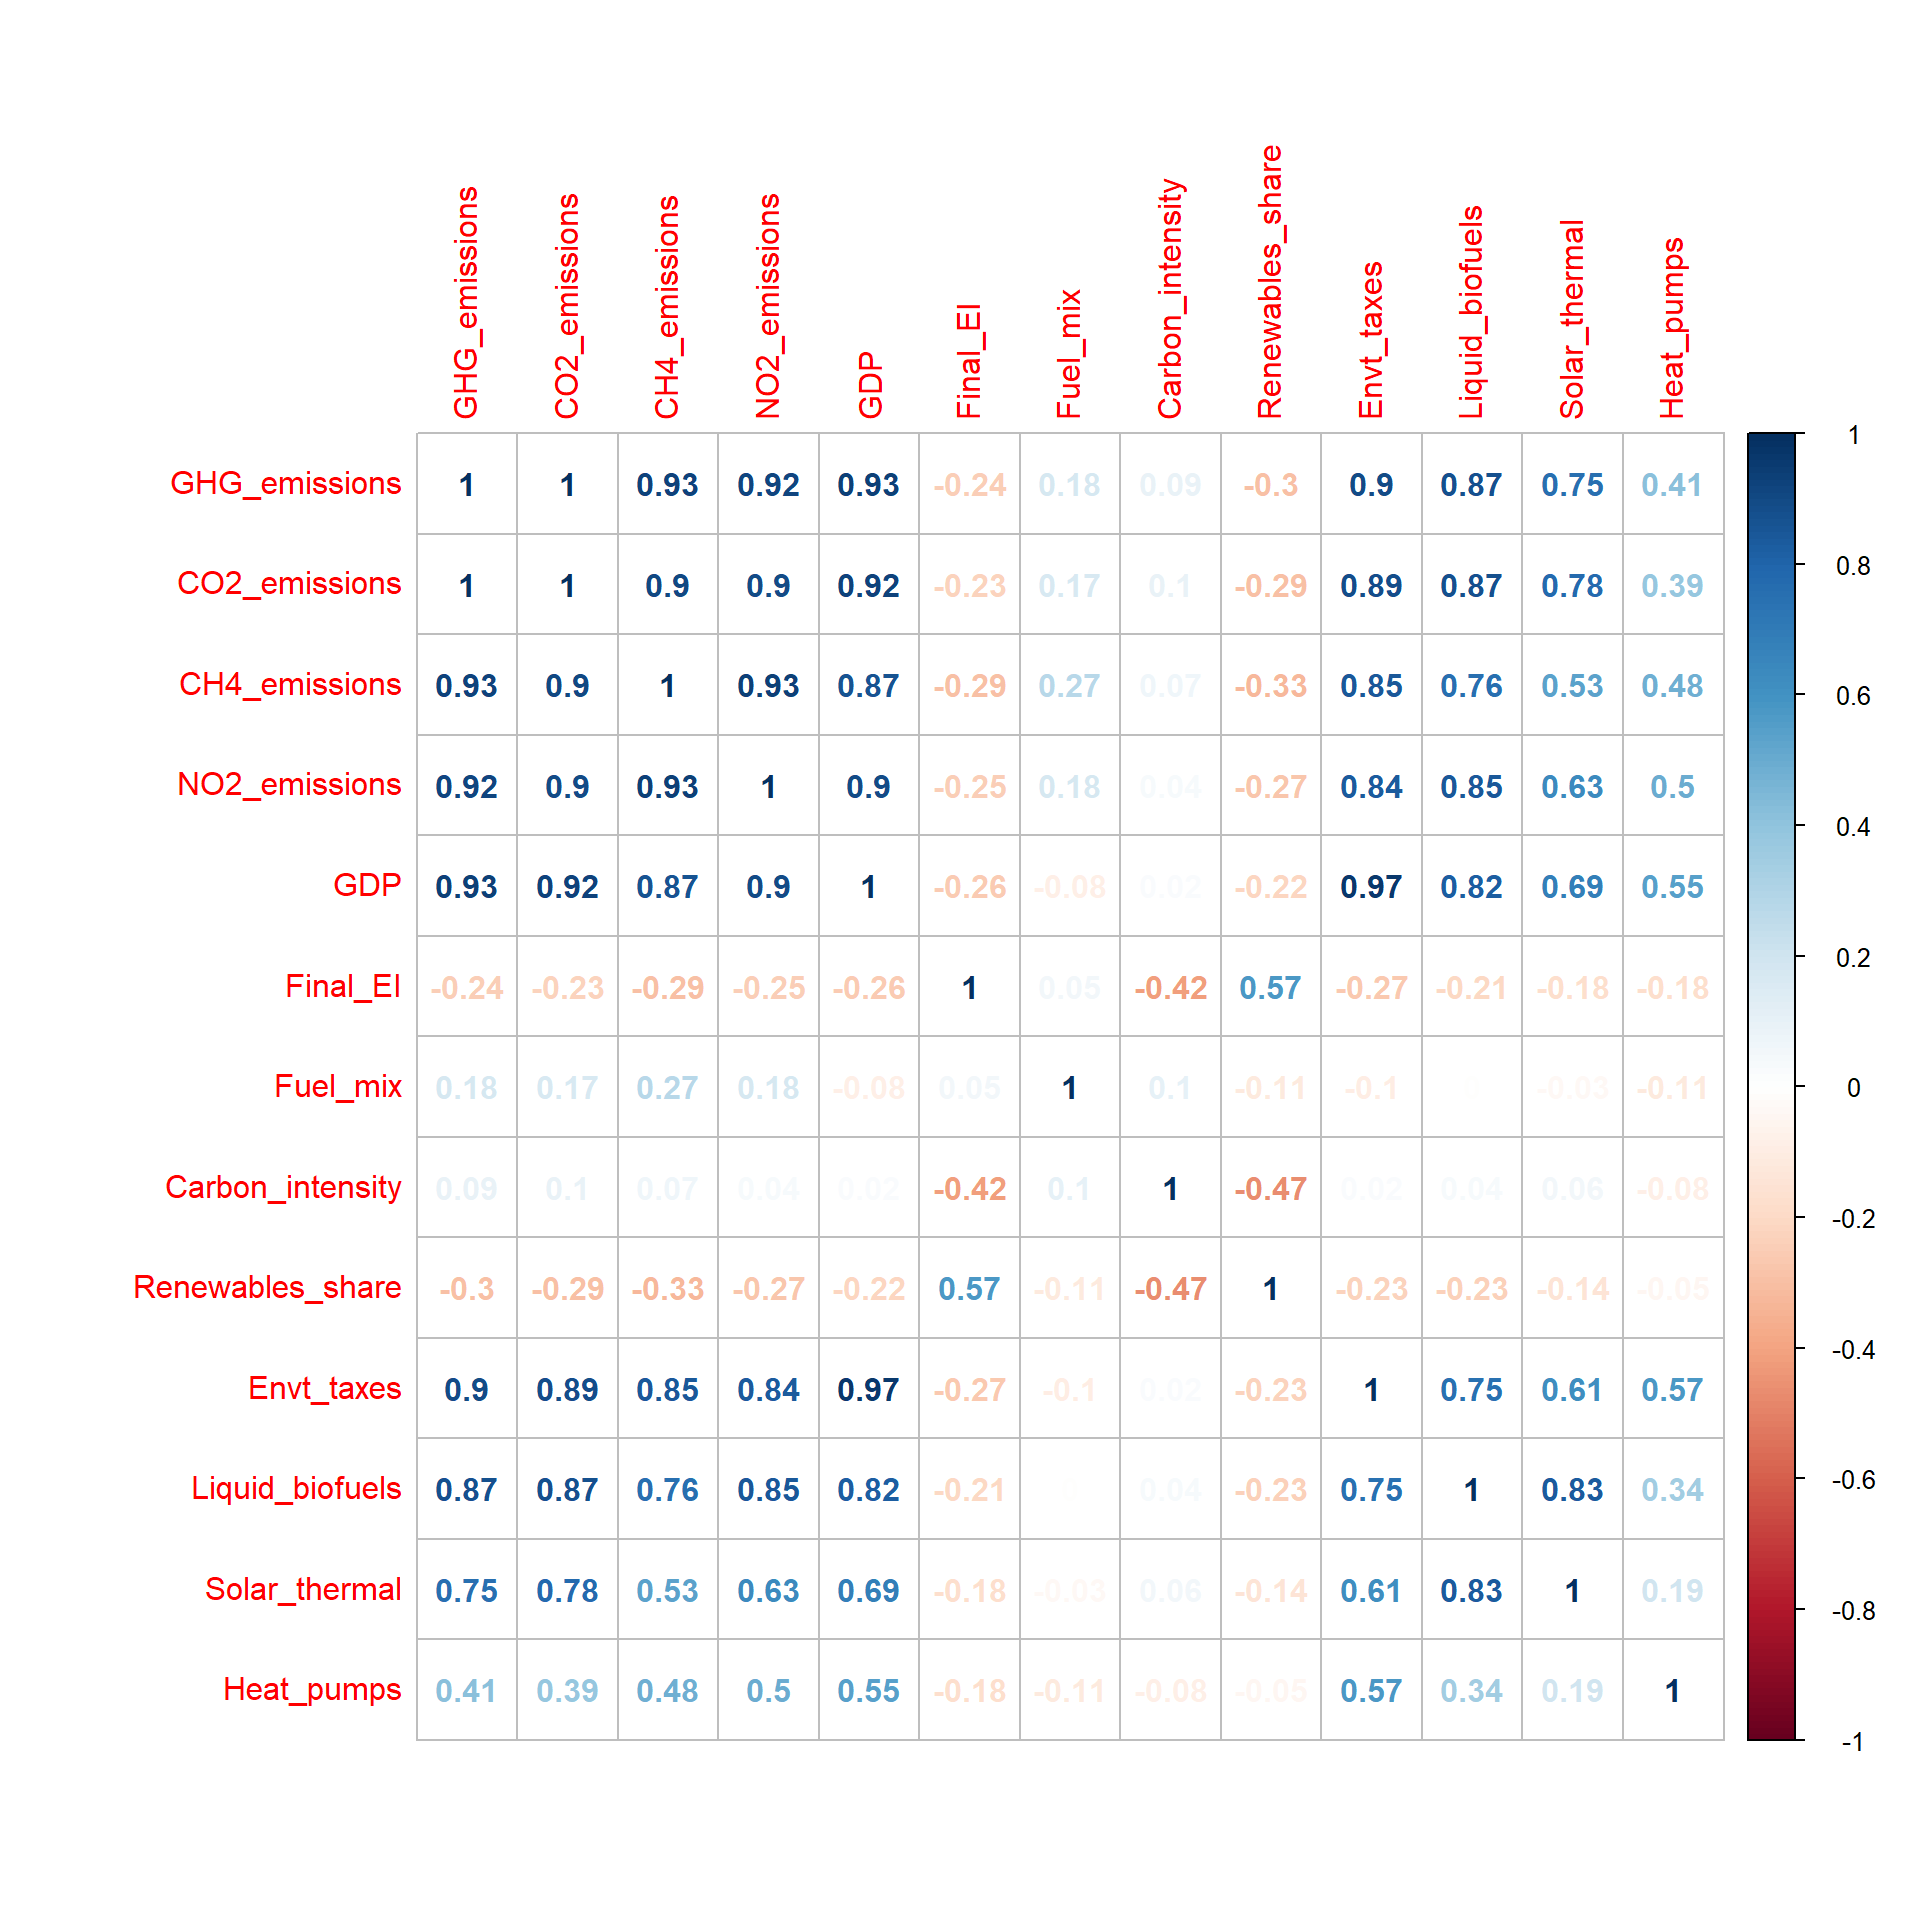 GHG_emissions CO2_emissions CH4_emissions NO2_emissions GDP Final_EI Fuel_mix Carbon_intensity Renewables_share Envt_taxes Liquid_biofuels Solar_thermal Heat_pumps
GHG_emissions 1 1 0.93 0.92 0.93 -0.24 0.18 0.09 -0.3 0.9 0.87 0.75 0.41
CO2_emissions 1 1 0.9 0.9 0.92 -0.23 0.17 0.1 -0.29 0.89 0.87 0.78 0.39
CH4_emissions 0.93 0.9 1 0.93 0.87 -0.29 0.27 0.07 -0.33 0.85 0.76 0.53 0.48
NO2_emissions 0.92 0.9 0.93 1 0.9 -0.25 0.18 0.04 -0.27 0.84 0.85 0.63 0.5
GDP 0.93 0.92 0.87 0.9 1 -0.26 -0.08 0.02 -0.22 0.97 0.82 0.69 0.55
Final_EI -0.24 -0.23 -0.29 -0.25 -0.26 1 0.05 -0.42 0.57 -0.27 -0.21 -0.18 -0.18
Fuel_mix 0.18 0.17 0.27 0.18 -0.08 0.05 1 0.1 -0.11 -0.1 -0.03 -0.11
Carbon_intensity 0.09 0.1 0.07 0.04 0.02 -0.42 0.1 1 -0.47 0.02 0.04 0.06 -0.08
Renewables_share -0.3 -0.29 -0.33 -0.27 -0.22 0.57 -0.11 -0.47 1 -0.23 -0.23 -0.14 -0.05
Envt_taxes 0.9 0.89 0.85 0.84 0.97 -0.27 -0.1 0.02 -0.23 1 0.75 0.61 0.57
Liquid_biofuels 0.87 0.87 0.76 0.85 0.82 -0.21 0.04 -0.23 0.75 1 0.83 0.34
Solar_thermal 0.75 0.78 0.53 0.63 0.69 -0.18 -0.03 0.06 -0.14 0.61 0.83 1 0.19
Heat_pumps 0.41 0.39 0.48 0.5 0.55 -0.18 -0.11 -0.08 -0.05 0.57 0.34 0.19 1
1
0.8
0.6
0.4
0.2
0
-0.2
-0.4
-0.6
-0.8
-1